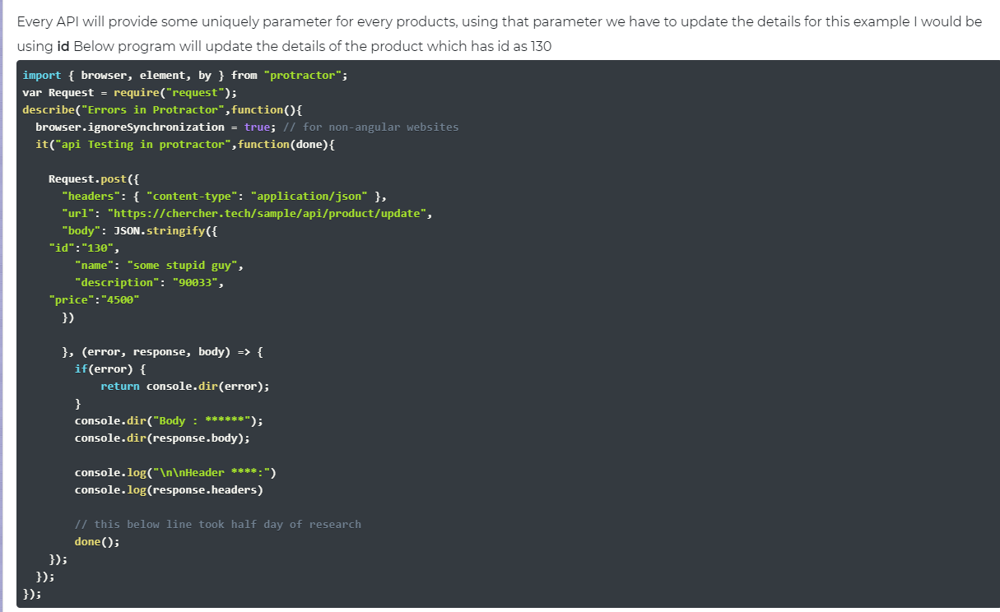 Every API will provide some uniquely parameter for every products, using that parameter we have to update the details for this example I would be
using id Below program will update the details of the product which has id as 130
import { browser, element, by } from "protractor";
var Request = require("request");
describe("Errors in Protractor",function(){
  browser.ignoreSynchronization = true; // for non-angular websites
  it("api Testing in protractor",function(done){
    Request.post({
      "headers": { "content-type": "application/json" },
      "url": "https://chercher.tech/sample/api/product/update",
      "body": JSON.stringify({
    "id":"130",
        "name": "some stupid guy",
        "description": "90033",
    "price":"4500"
      })
      }, (error, response, body) => {
        if(error) {
            return console.dir(error);
        }
        console.dir("Body : ******");
        console.dir(response.body);
        console.log("\n\nHeader ****:")
        console.log(response.headers)
        // this below line took half day of research
        done();
    });
  });
});